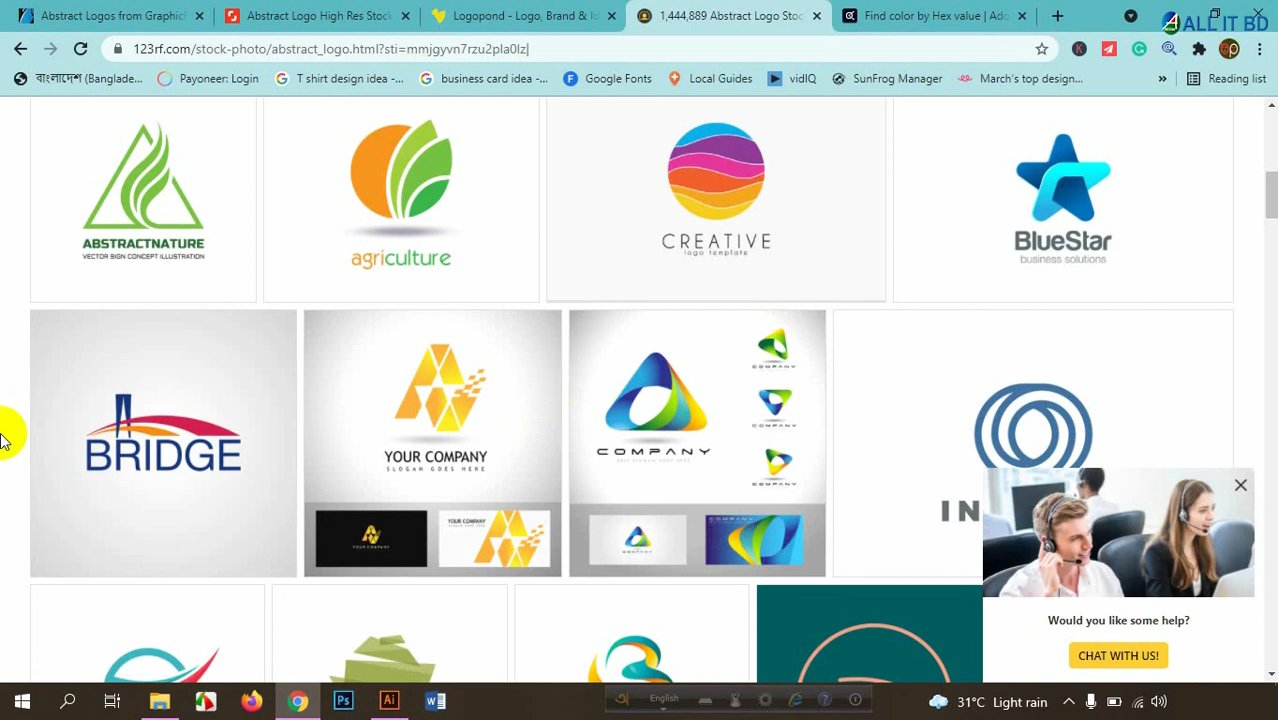 Abstract Logos from Graphic
Abstract Logo High Res Stock
Logopond - Logo, Brand & I
1,444,889 Abstract Logo Stoc
Find color by Hex value | Ado
ALL IT BD
123rf.com/stock-photo/abstract_logo.html?sti=mmjgyvn7rzu2pla0lz|
বাংলাদেশ (Banglade...
Payoneer: Login
T shirt design idea -...
business card idea -...
Google Fonts
Local Guides
vidIQ
SunFrog Manager
March's top design...
»
Reading list
ABSTRACTNATURE
VECTOR SIGN CONCEPT ILLUSTRATION
agriculture
CREATIVE
logo template
BlueStar
business solutions
BRIDGE
YOUR COMPANY
SLOGAN GOES HERE
YOUR COMPANY
YOUR COMPANY
COMPANY
COMPANY
COMPANY
COMPANY
IN
Would you like some help?
CHAT WITH US!
English
31°C Light rain